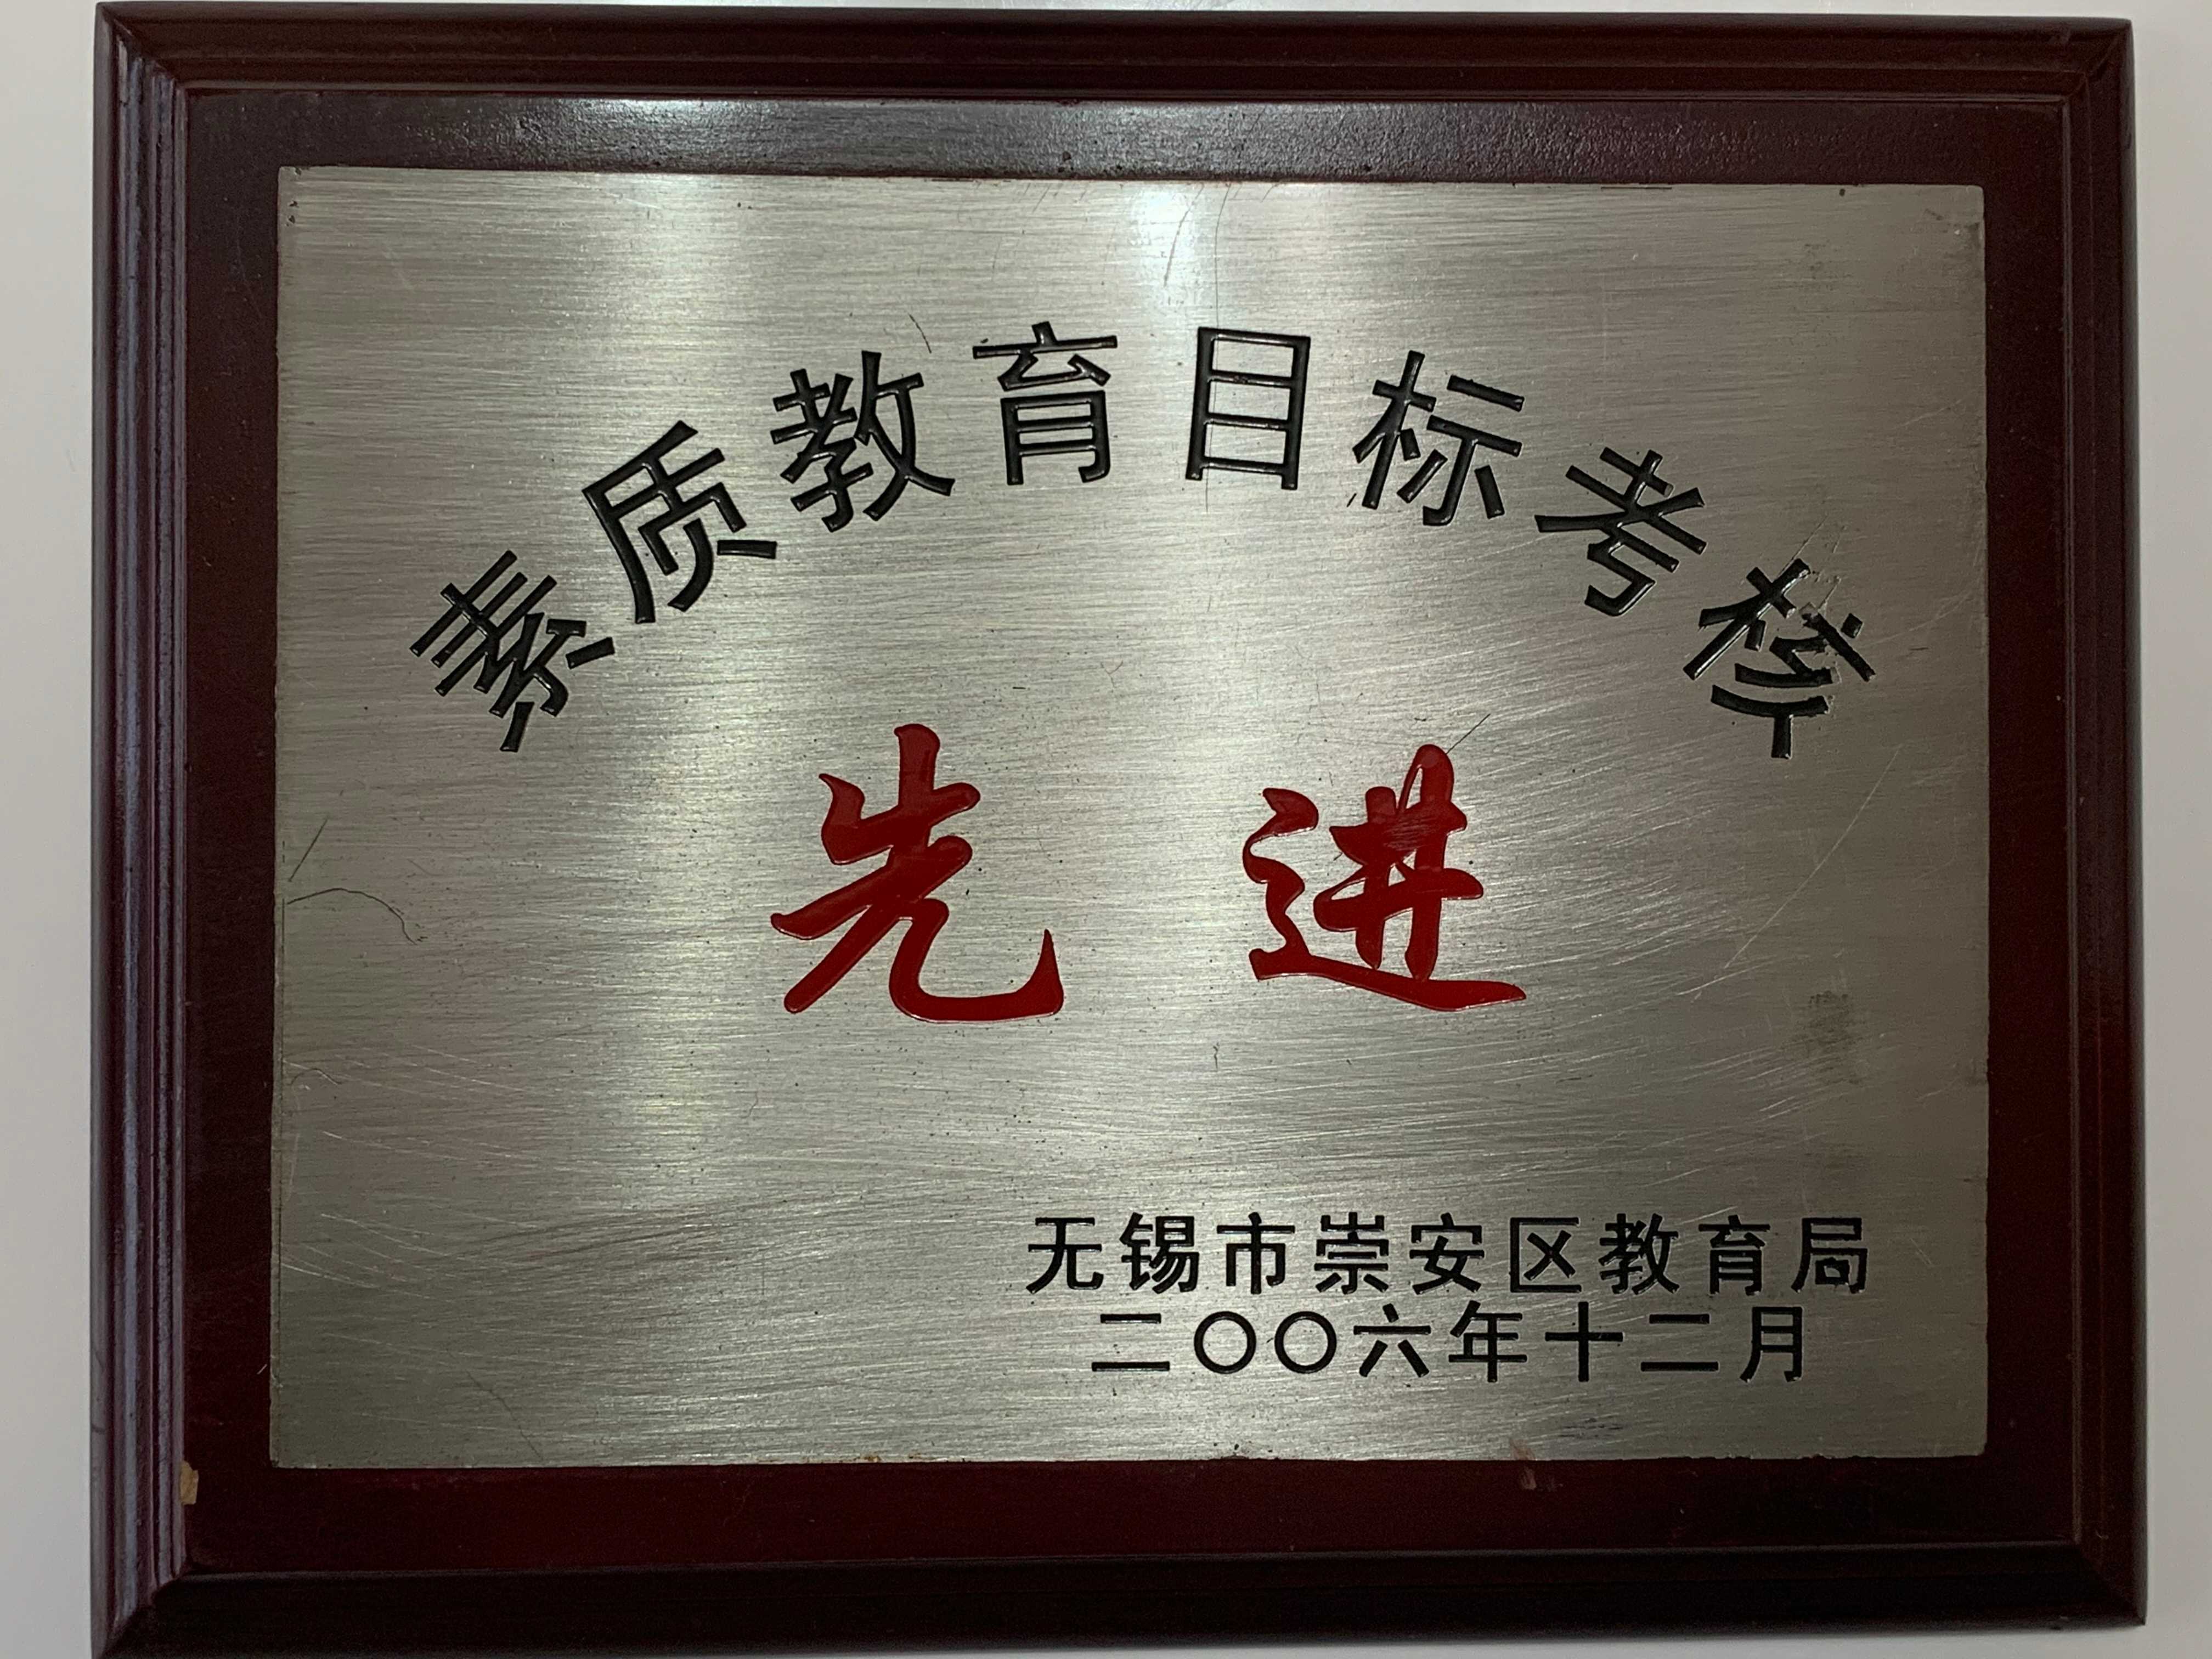 素质教育目标考核
先进
无锡市崇安区教育局
二〇〇六年十二月